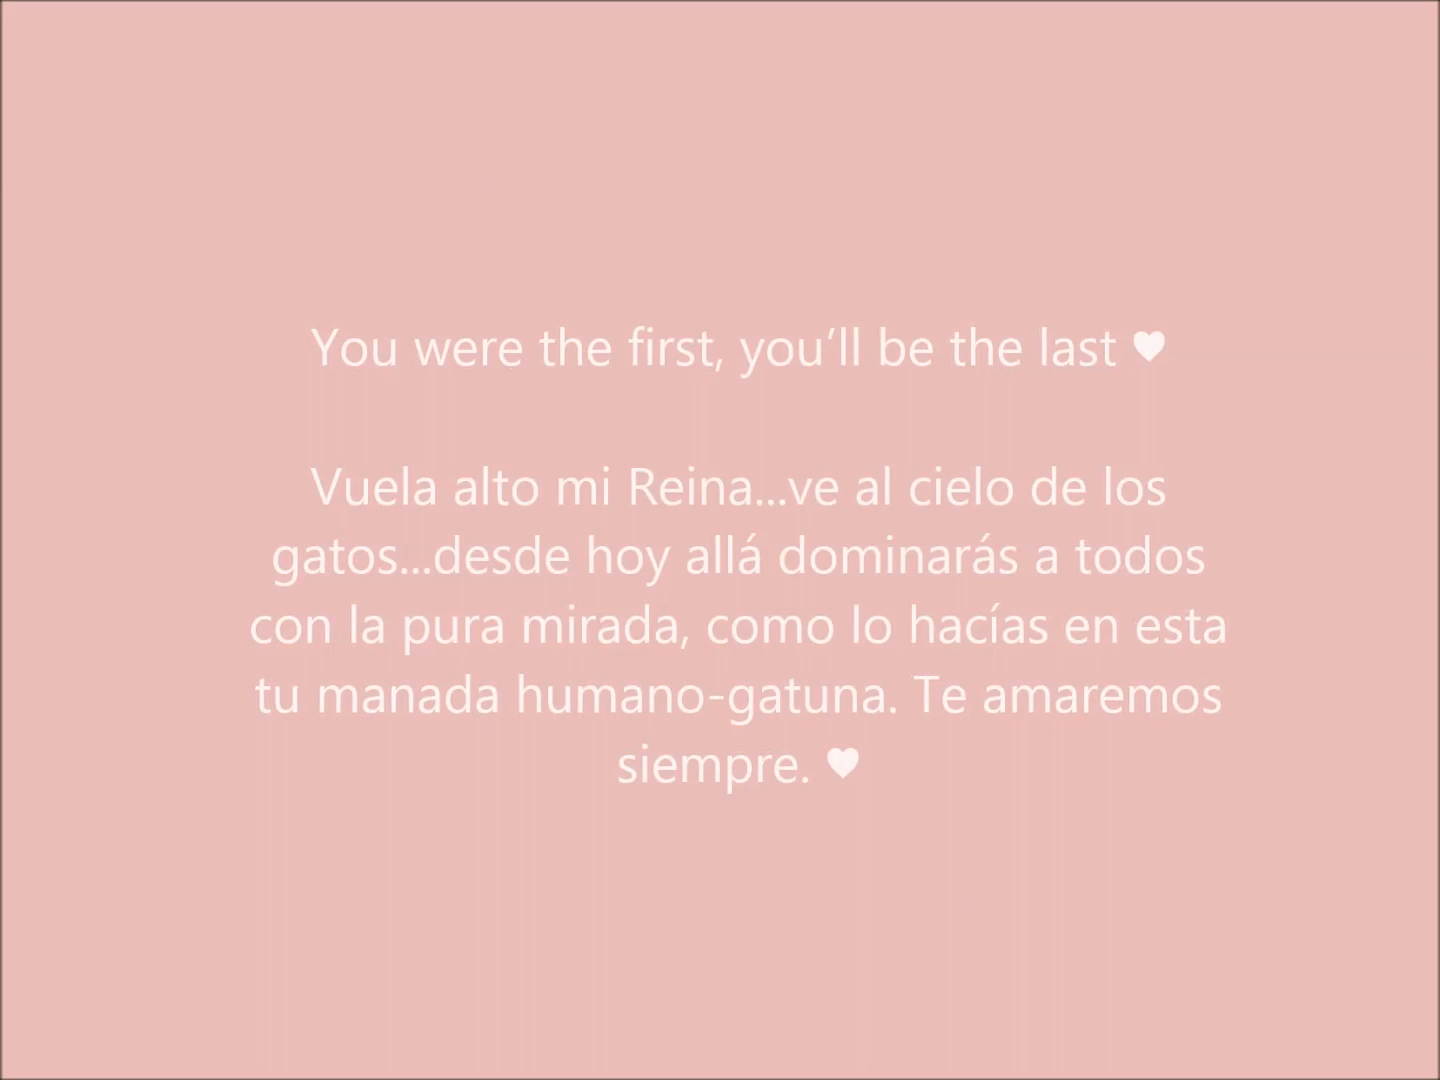 You were the first, you’ll be the last ♥
Vuela alto mi Reina...ve al cielo de los
gatos...desde hoy allá dominarás a todos
con la pura mirada, como lo hacías en esta
tu manada humano-gatuna. Te amaremos
siempre. ♥